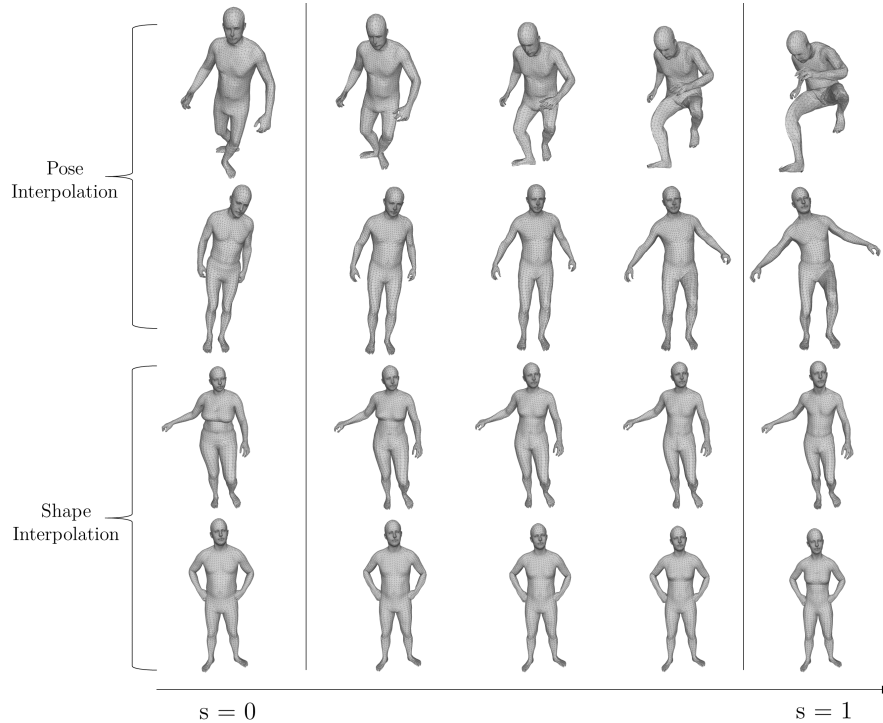 Pose
Interpolation
Shape
Interpolation
s = 0
s = 1